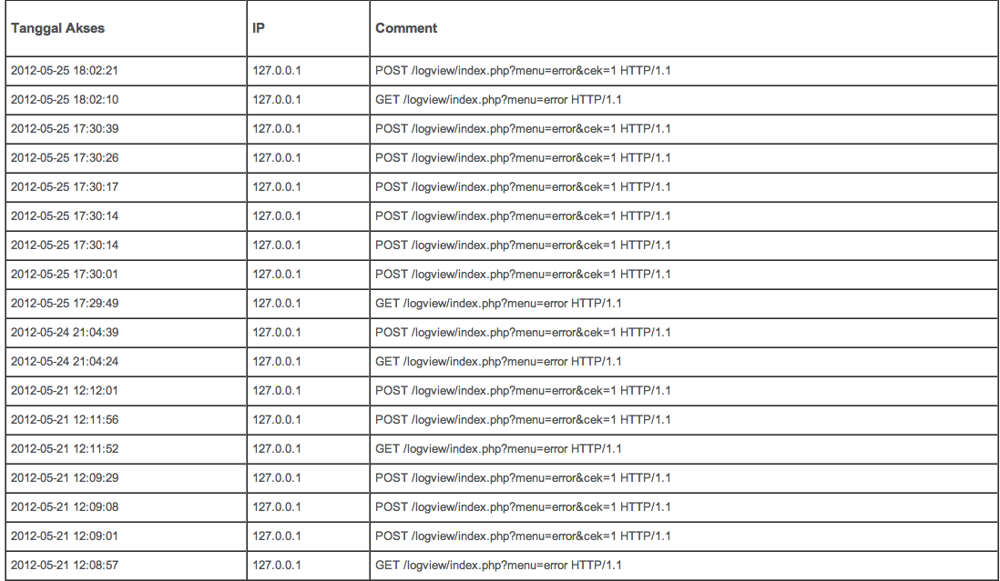 Tanggal Akses IP Comment
2012-05-25 18:02:21 127.0.0.1 POST /logview/index.php?menu=error&cek=1 HTTP/1.1
2012-05-25 18:02:10 127.0.0.1 GET /logview/index.php?menu=error HTTP/1.1
2012-05-25 17:30:39 127.0.0.1 POST /logview/index.php?menu=error&cek=1 HTTP/1.1
2012-05-25 17:30:26 127.0.0.1 POST /logview/index.php?menu=error&cek=1 HTTP/1.1
2012-05-25 17:30:17 127.0.0.1 POST /logview/index.php?menu=error&cek=1 HTTP/1.1
2012-05-25 17:30:14 127.0.0.1 POST /logview/index.php?menu=error&cek=1 HTTP/1.1
2012-05-25 17:30:14 127.0.0.1 POST /logview/index.php?menu=error&cek=1 HTTP/1.1
2012-05-25 17:30:01 127.0.0.1 POST /logview/index.php?menu=error&cek=1 HTTP/1.1
2012-05-25 17:29:49 127.0.0.1 GET /logview/index.php?menu=error HTTP/1.1
2012-05-24 21:04:39 127.0.0.1 POST /logview/index.php?menu=error&cek=1 HTTP/1.1
2012-05-24 21:04:24 127.0.0.1 GET /logview/index.php?menu=error HTTP/1.1
2012-05-21 12:12:01 127.0.0.1 POST /logview/index.php?menu=error&cek=1 HTTP/1.1
2012-05-21 12:11:56 127.0.0.1 POST /logview/index.php?menu=error&cek=1 HTTP/1.1
2012-05-21 12:11:52 127.0.0.1 GET /logview/index.php?menu=error HTTP/1.1
2012-05-21 12:09:29 127.0.0.1 POST /logview/index.php?menu=error&cek=1 HTTP/1.1
2012-05-21 12:09:08 127.0.0.1 POST /logview/index.php?menu=error&cek=1 HTTP/1.1
2012-05-21 12:09:01 127.0.0.1 POST /logview/index.php?menu=error&cek=1 HTTP/1.1
2012-05-21 12:08:57 127.0.0.1 GET /logview/index.php?menu=error HTTP/1.1